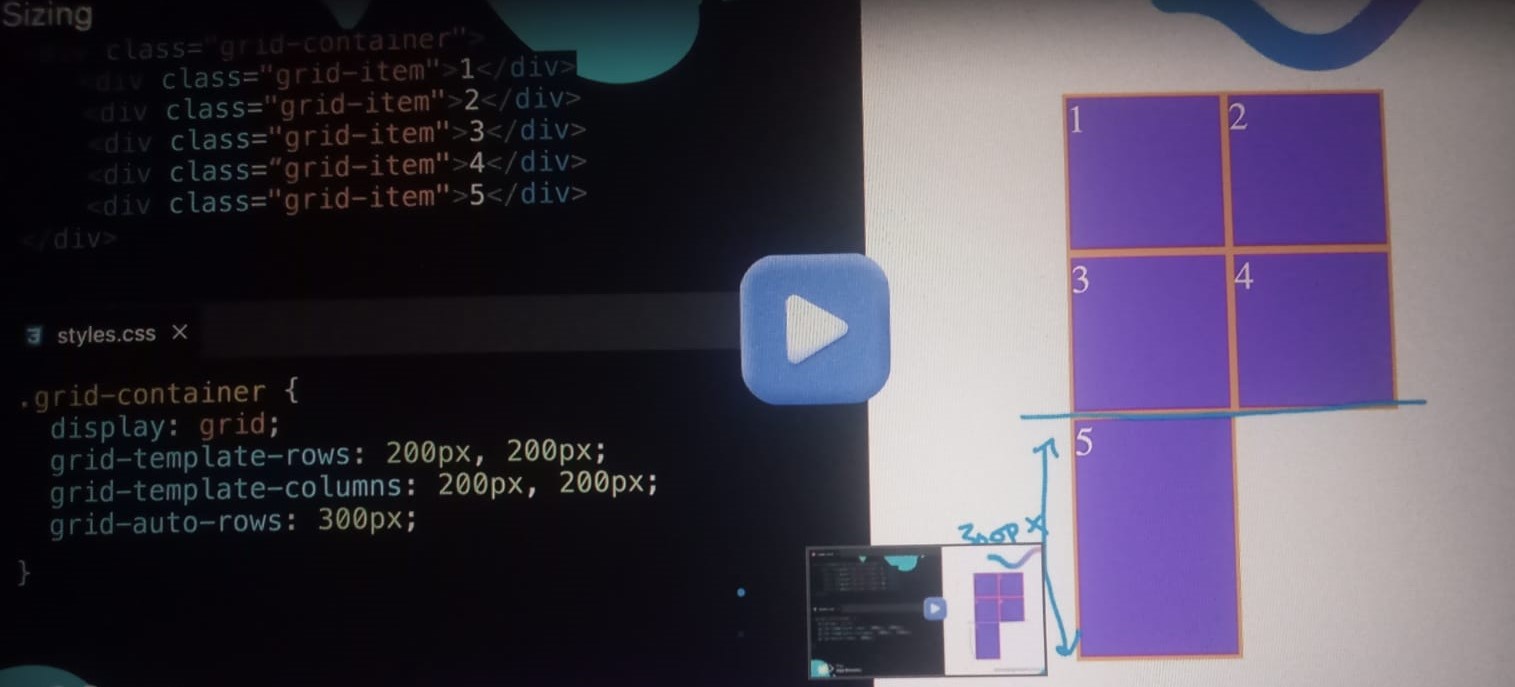 Sizing
<div class="grid-container">
<div class="grid-item">1</div>
<div class="grid-item">2</div>
<div class="grid-item">3</div>
<div class="grid-item">4</div>
<div class="grid-item">5</div>
</div>
styles.css ×
.grid-container {
display: grid;
grid-template-rows: 200px, 200px;
grid-template-columns: 200px, 200px;
grid-auto-rows: 300px;
}
1
2
3
4
5
300px